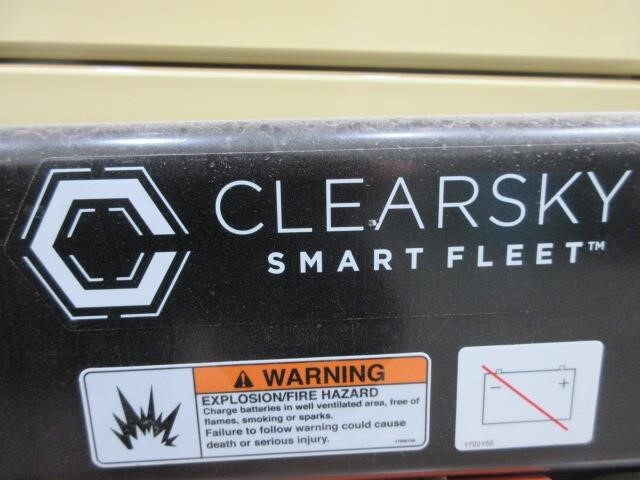 CLEARSKY
SMART FLEET™
⚠ WARNING
EXPLOSION/FIRE HAZARD
Charge batteries in well ventilated area, free of
flames, smoking or sparks.
Failure to follow warning could cause
death or serious injury.
- +